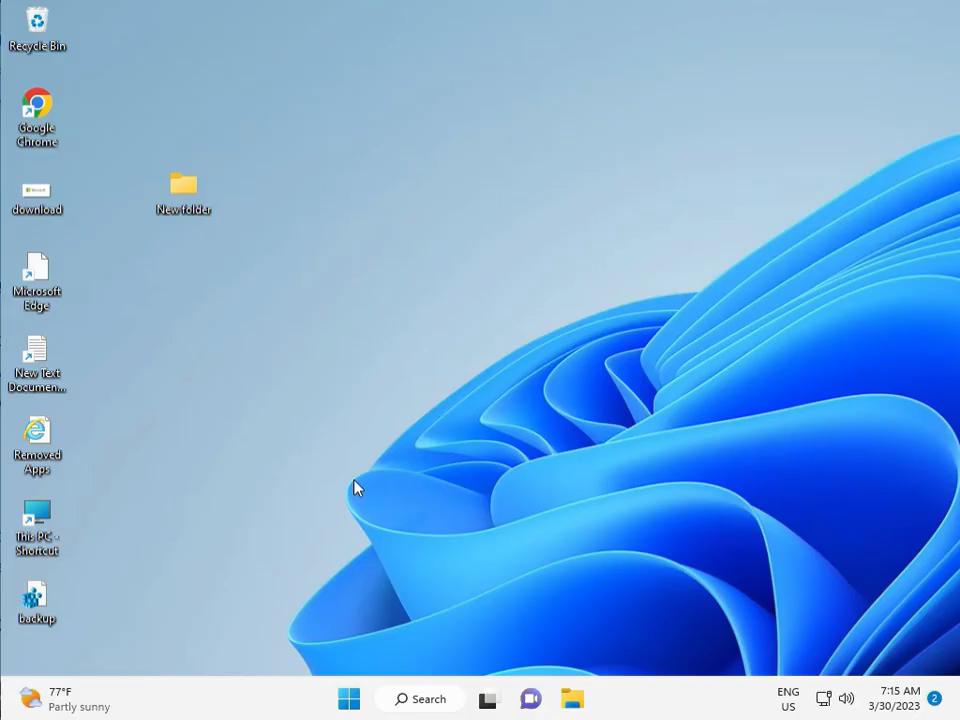 Recycle Bin
Google
Chrome
download
New folder
Microsoft
Edge
New Text
Documen...
Removed
Apps
This PC -
Shortcut
backup
77°F
Partly sunny
Search
ENG
US
7:15 AM
3/30/2023
2